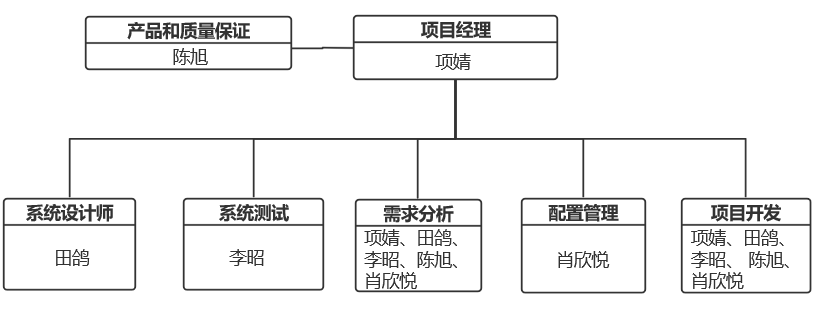 产品和质量保证
陈旭
项目经理
项婧
系统设计师
田鸽
系统测试
李昭
需求分析
项婧、田鸽、
李昭、陈旭、
肖欣悦
配置管理
肖欣悦
项目开发
项婧、田鸽、
李昭、 陈旭、
肖欣悦